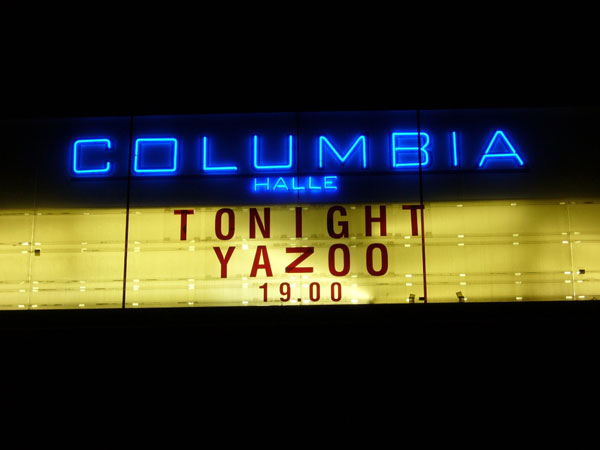 COLUMBIA
HALLE
TONIGHT
YAZOO
19.00